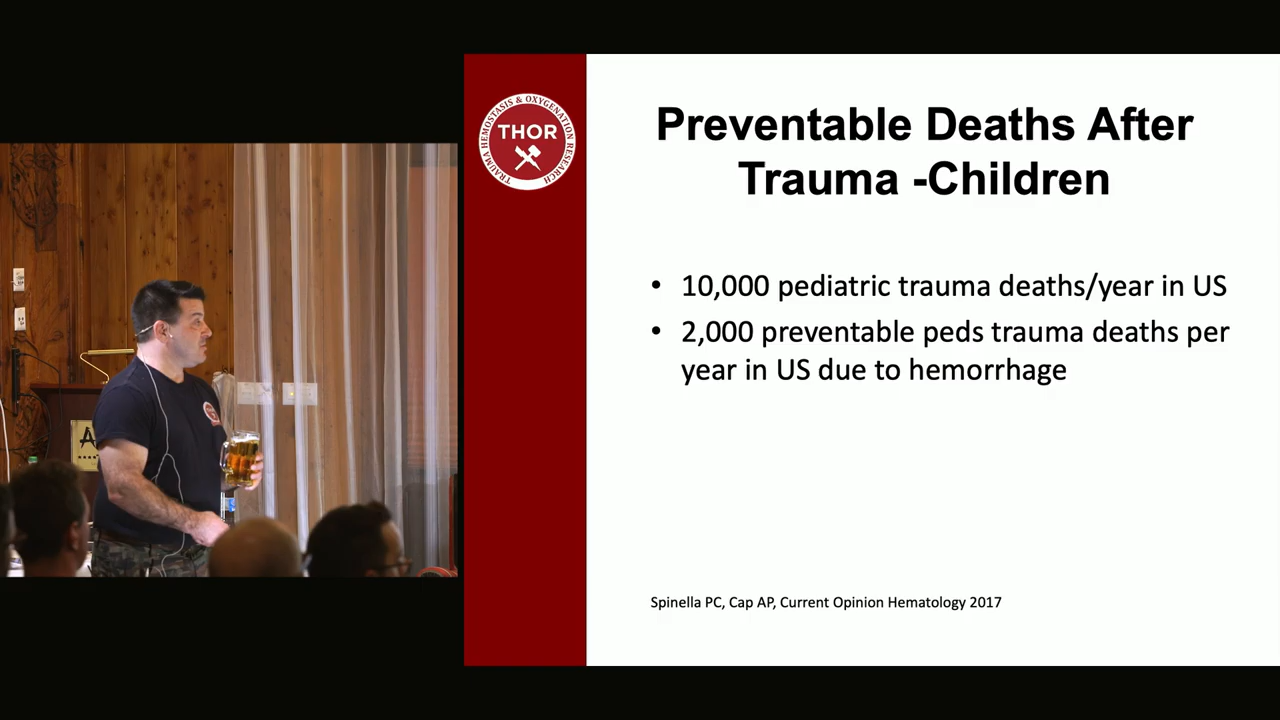 TRAUMA HEMOSTASIS & OXYGENATION RESEARCH
THOR
Preventable Deaths After
Trauma -Children
• 10,000 pediatric trauma deaths/year in US
• 2,000 preventable peds trauma deaths per
year in US due to hemorrhage
Spinella PC, Cap AP, Current Opinion Hematology 2017